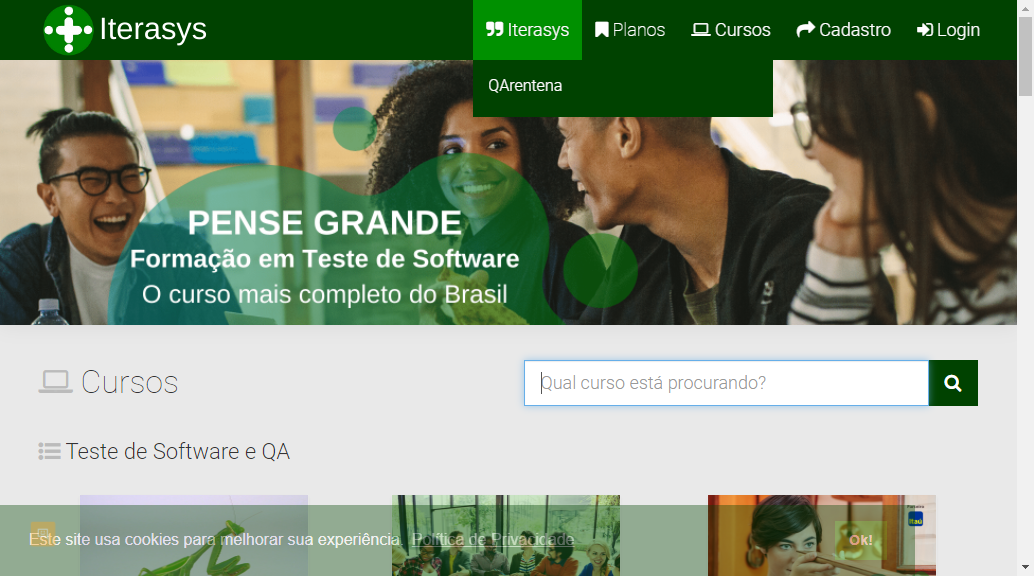 Iterasys
Iterasys Planos Cursos Cadastro Login
QArentena
PENSE GRANDE
Formação em Teste de Software
O curso mais completo do Brasil
Cursos
Qual curso está procurando?
Teste de Software e QA
Este site usa cookies para melhorar sua experiência. Política de Privacidade
Ok!
Itaú